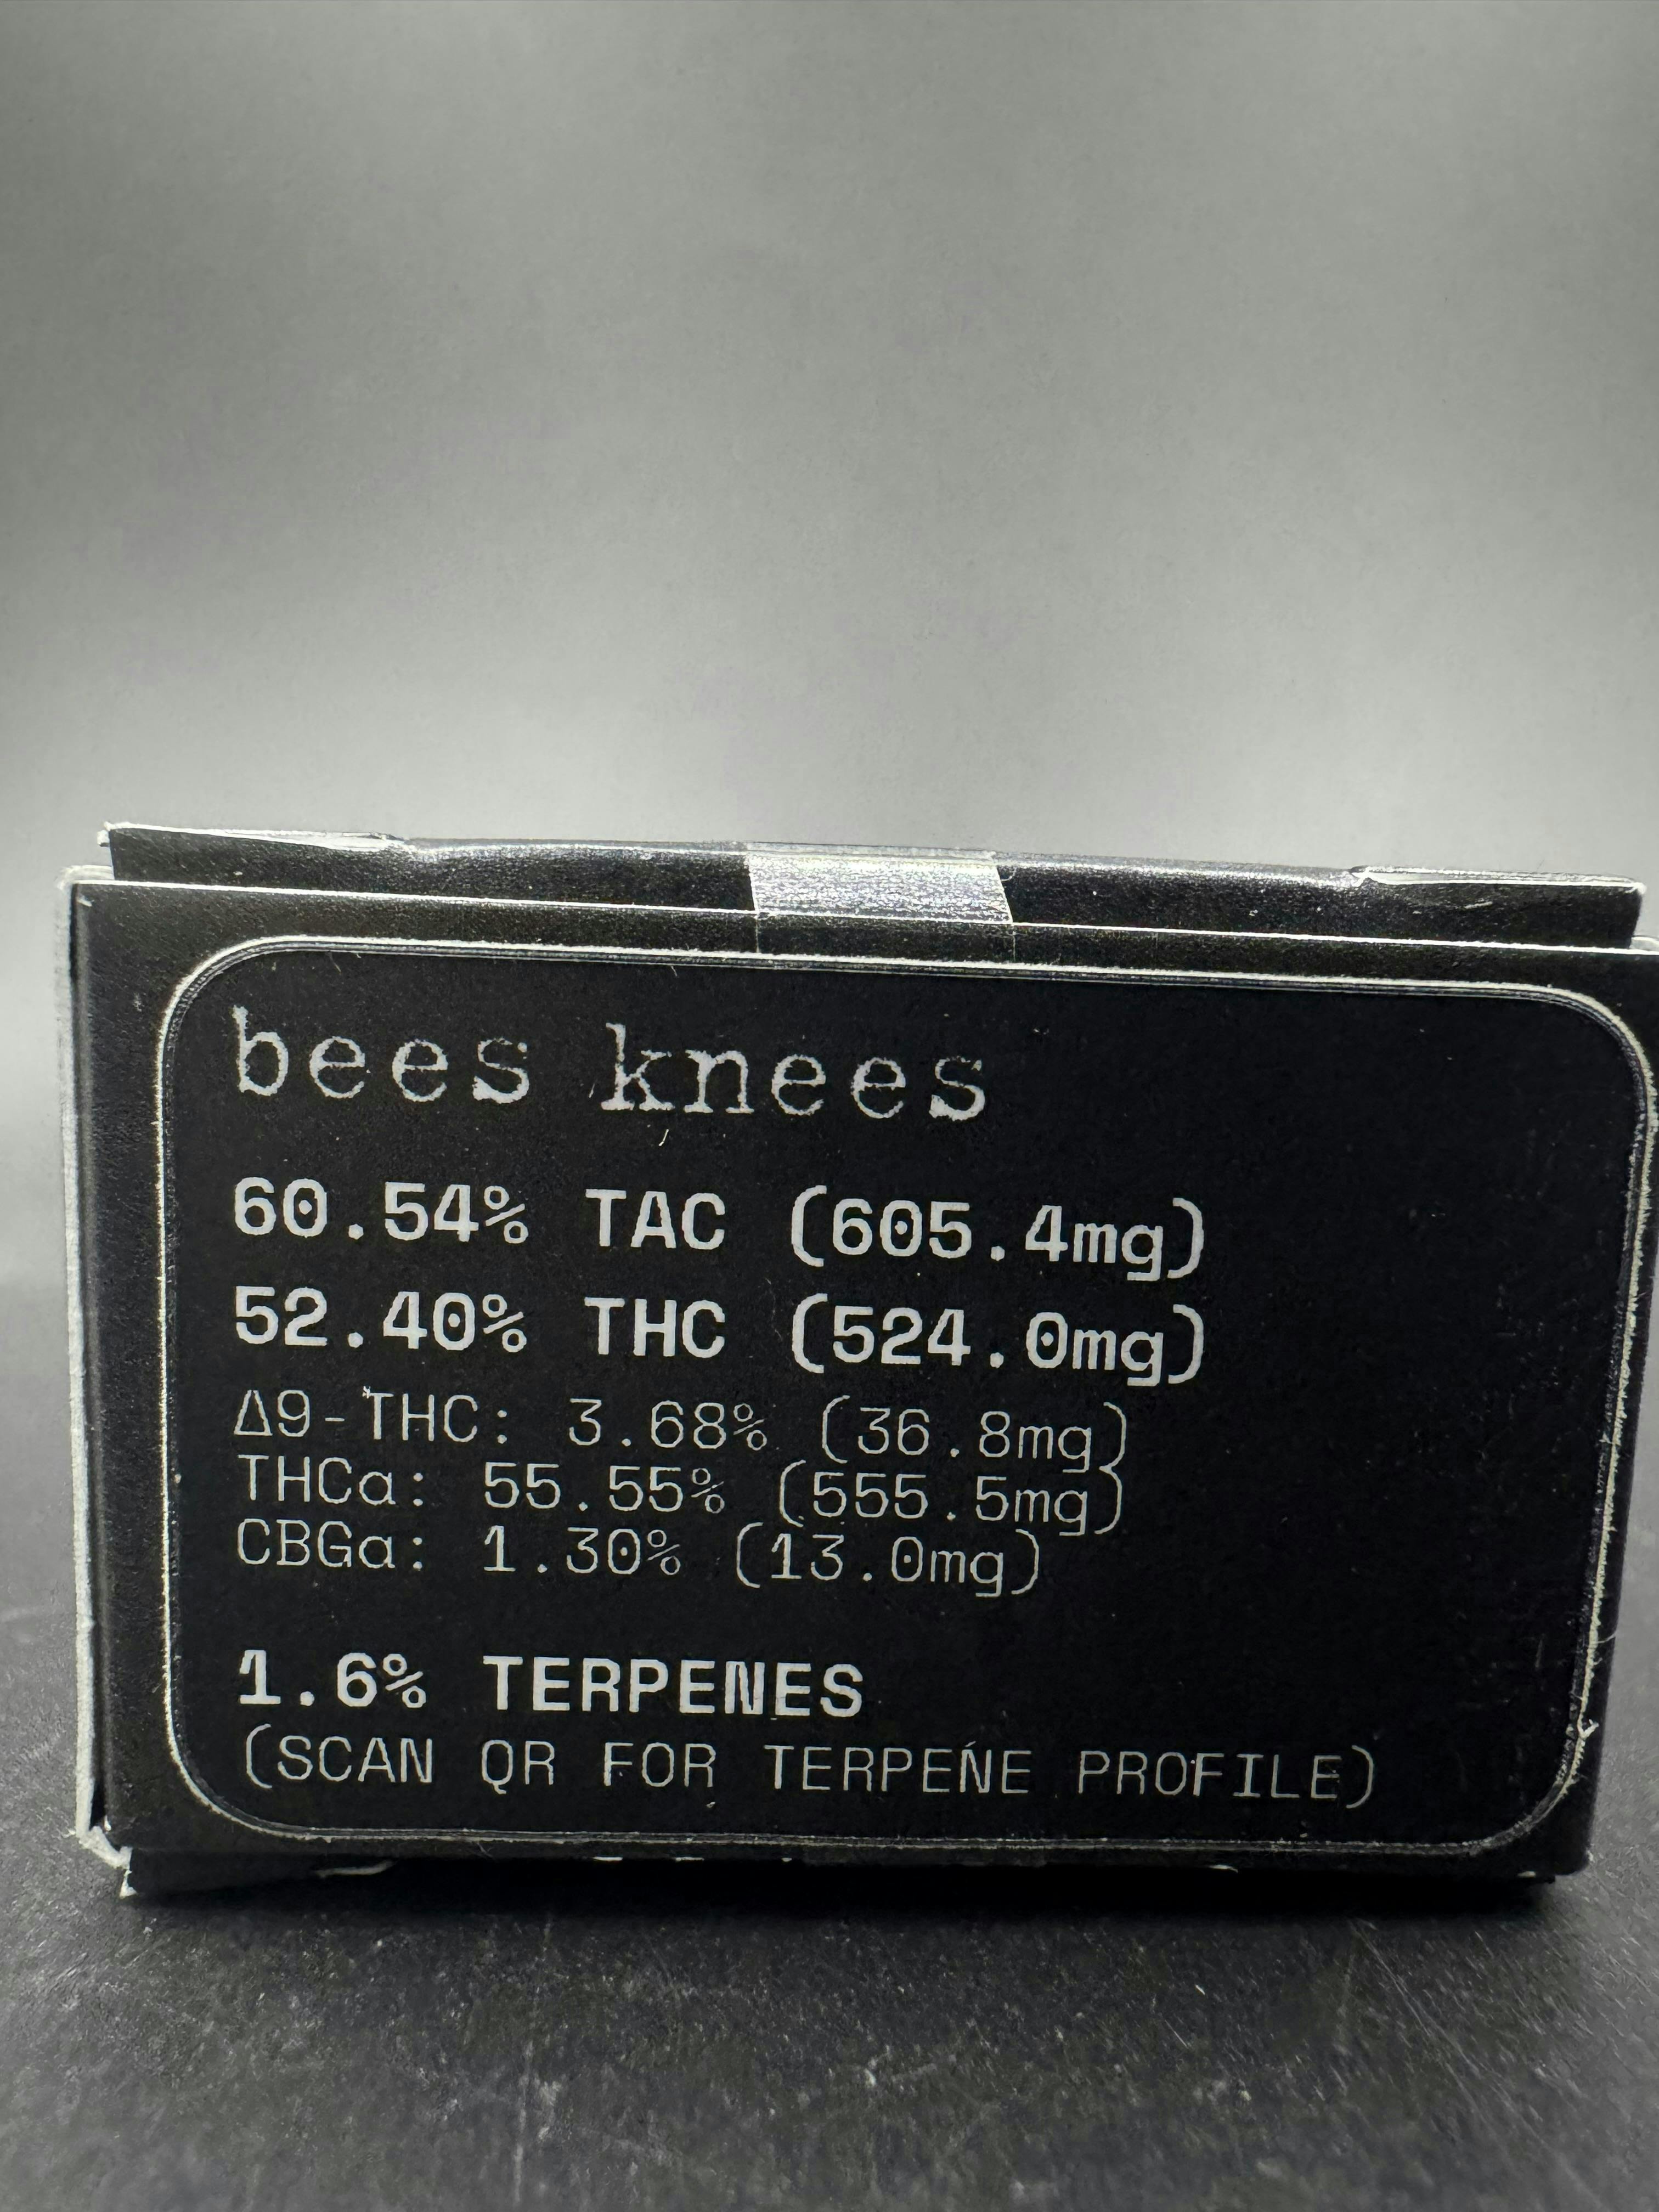 bees knees
60.54% TAC (605.4mg)
52.40% THC (524.0mg)
Δ9-THC: 3.68% (36.8mg)
THCa: 55.55% (555.5mg)
CBGa: 1.30% (13.0mg)
1.6% TERPENES
(SCAN QR FOR TERPENE PROFILE)